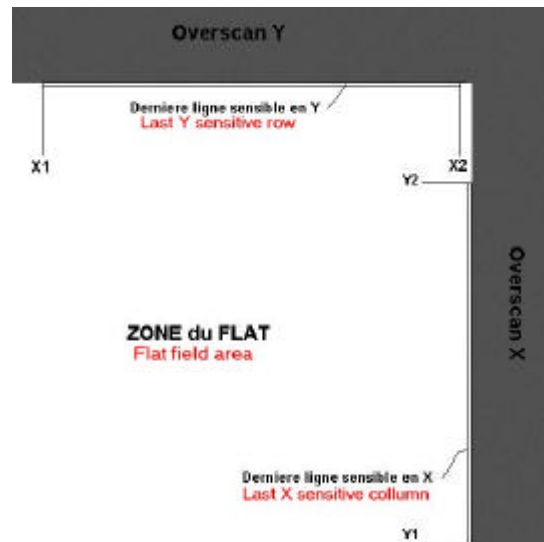 Overscan Y
Derniere ligne sensible en Y
Last Y sensitive row
X1
X2
Y2
Overscan X
ZONE du FLAT
Flat field area
Derniere ligne sensible en X
Last X sensitive collumn
Y1